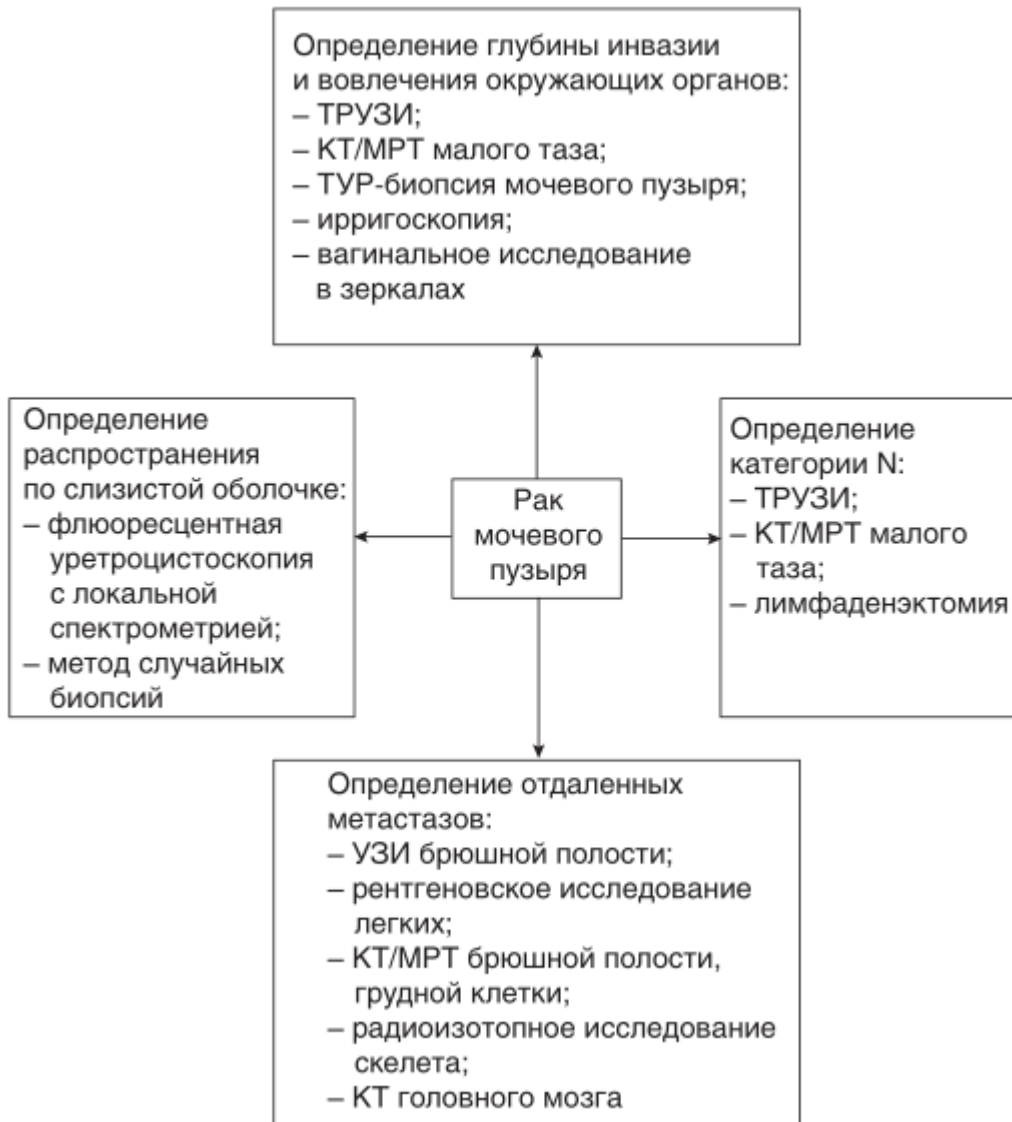 Определение глубины инвазии
и вовлечения окружающих органов:
– ТРУЗИ;
– КТ/МРТ малого таза;
– ТУР-биопсия мочевого пузыря;
– ирригоскопия;
– вагинальное исследование
в зеркалах
Определение
распространения
по слизистой оболочке:
– флюоресцентная
уретроцистоскопия
с локальной
спектрометрией;
– метод случайных
биопсий
Рак
мочевого
пузыря
Определение
категории N:
– ТРУЗИ;
– КТ/МРТ малого
таза;
– лимфаденэктомия
Определение отдаленных
метастазов:
– УЗИ брюшной полости;
– рентгеновское исследование
легких;
– КТ/МРТ брюшной полости,
грудной клетки;
– радиоизотопное исследование
скелета;
– КТ головного мозга